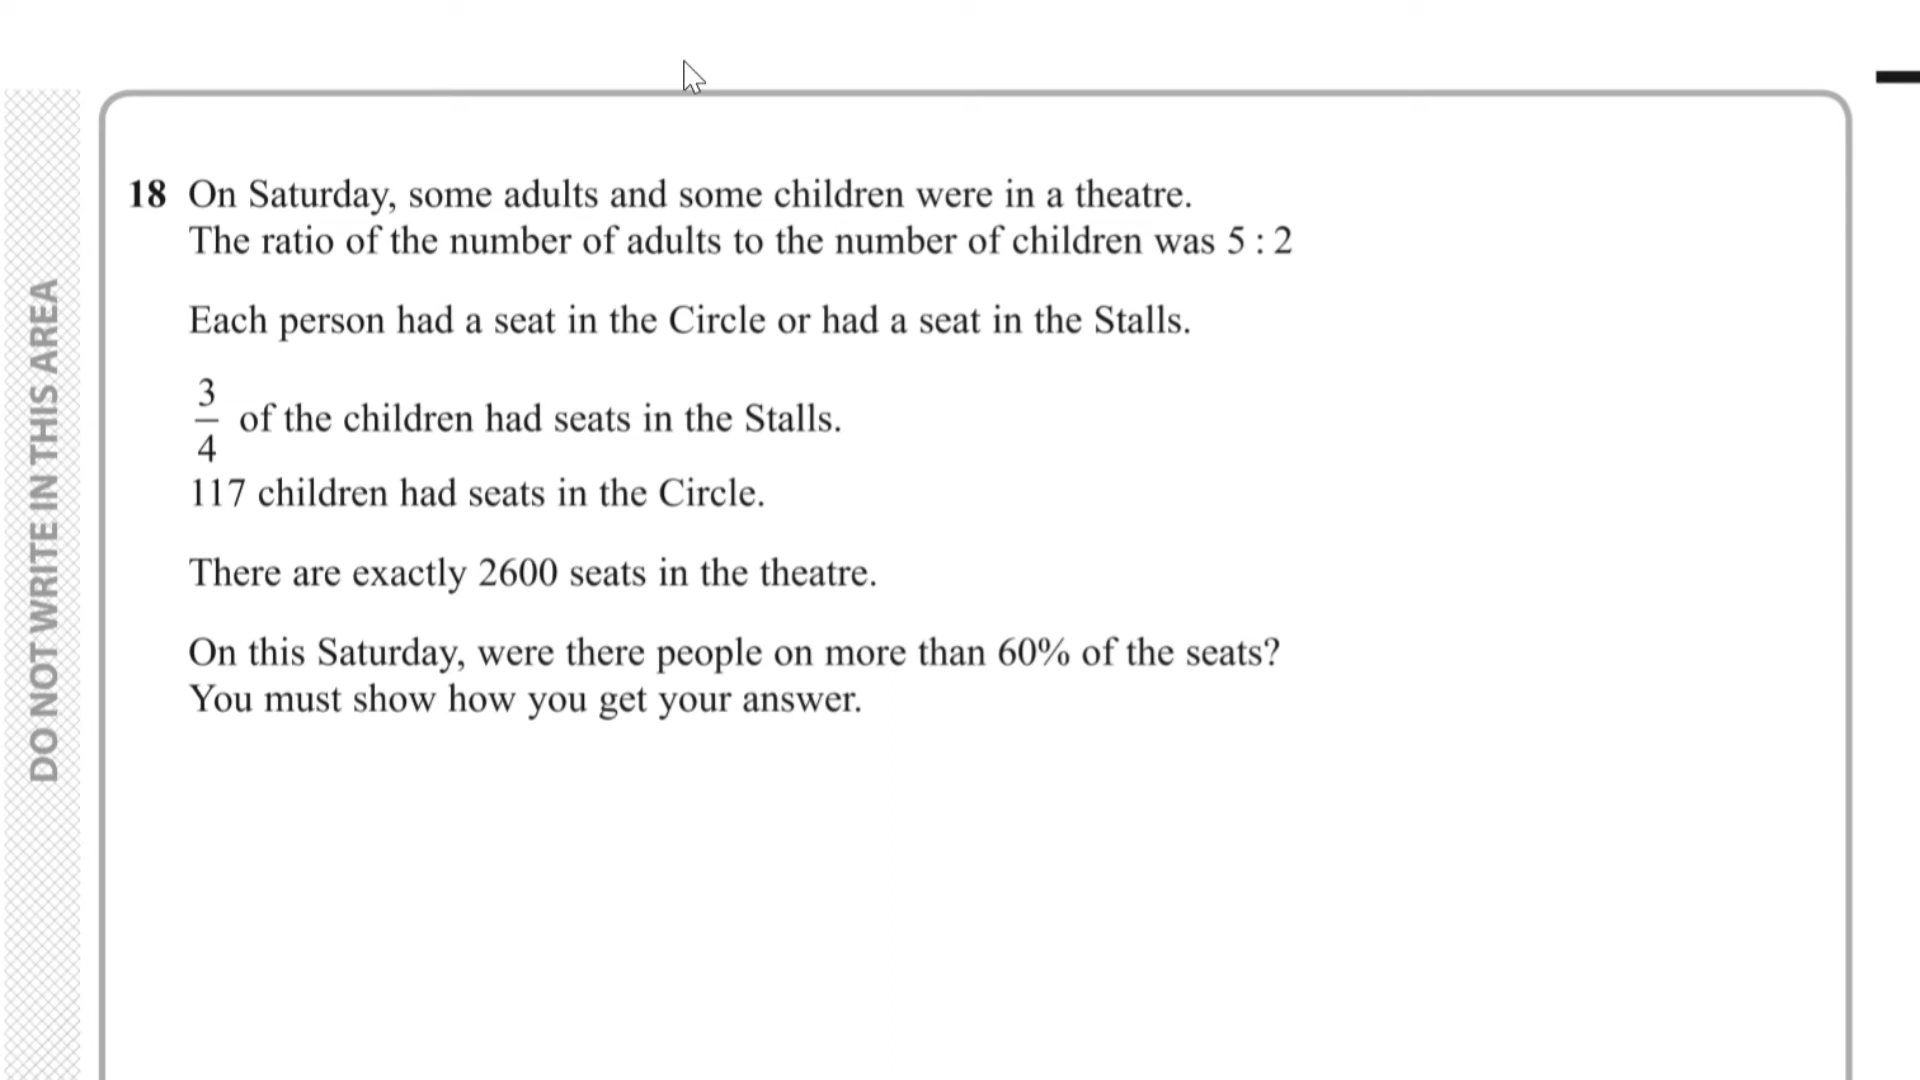 DO NOT WRITE IN THIS AREA
18 On Saturday, some adults and some children were in a theatre.
The ratio of the number of adults to the number of children was 5 : 2
Each person had a seat in the Circle or had a seat in the Stalls.
3/4 of the children had seats in the Stalls.
117 children had seats in the Circle.
There are exactly 2600 seats in the theatre.
On this Saturday, were there people on more than 60% of the seats?
You must show how you get your answer.